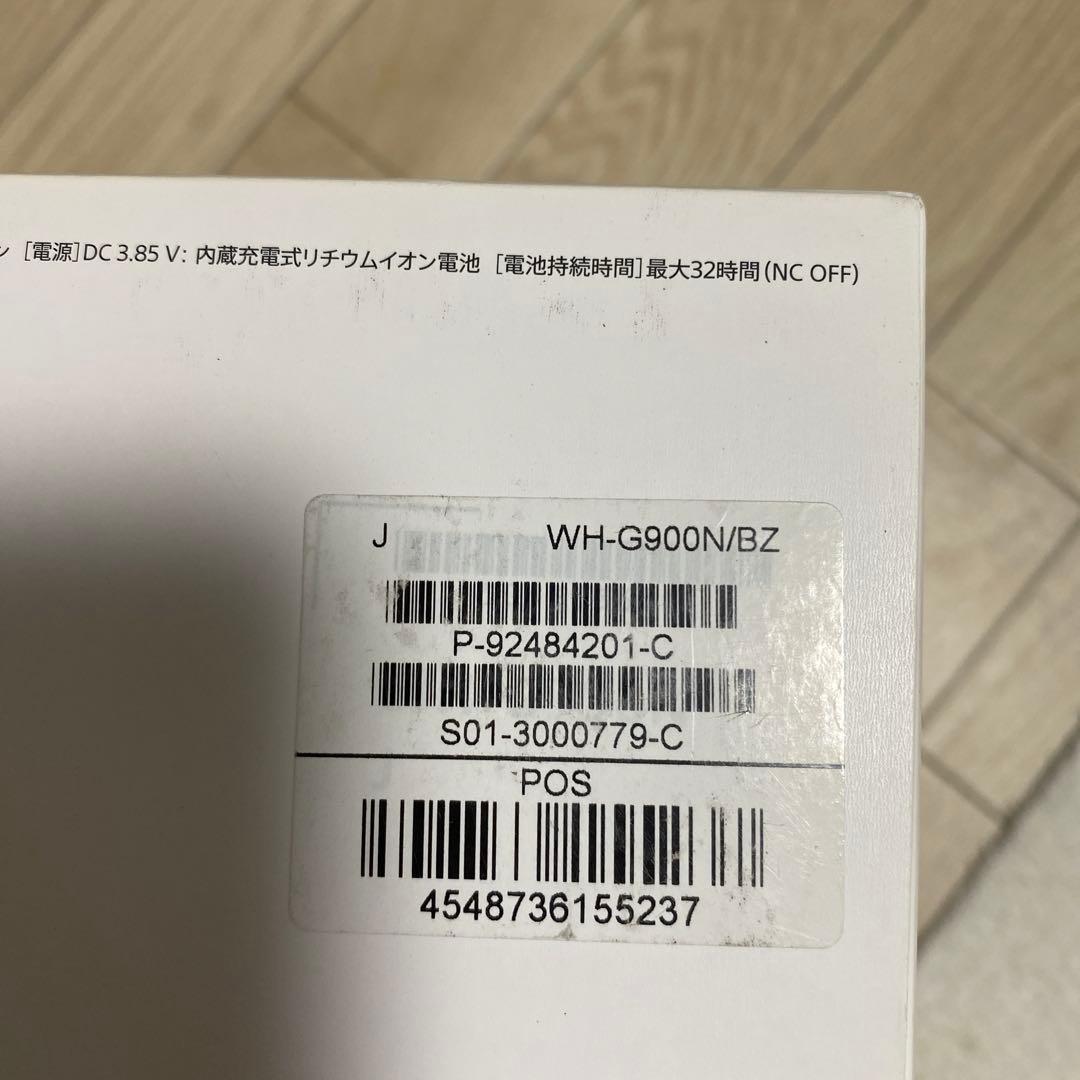 ン [電源]DC 3.85 V: 内蔵充電式リチウムイオン電池 [電池持続時間]最大32時間(NC OFF)
J WH-G900N/BZ
P-92484201-C
S01-3000779-C
POS
4548736155237